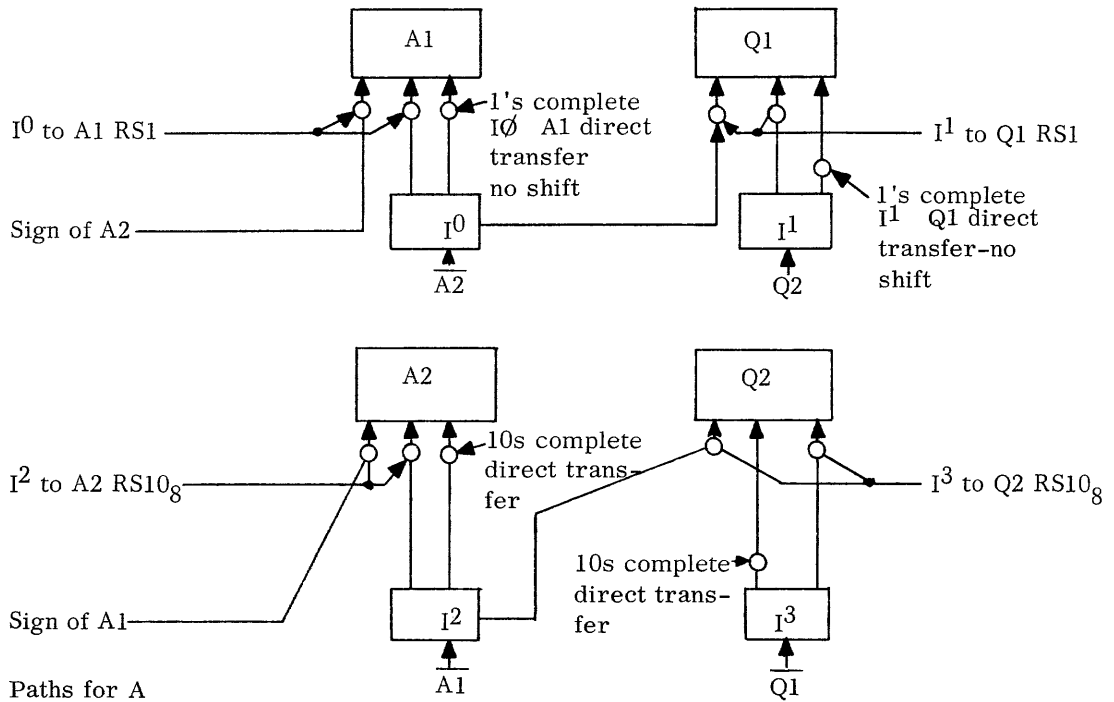 A1
Q1
I⁰ to A1 RS1
1's complete
IØ A1 direct
transfer
no shift
I¹ to Q1 RS1
1's complete
I¹ Q1 direct
transfer-no
shift
Sign of A2
I⁰
I¹
A2
Q2
A2
Q2
I² to A2 RS10₈
10s complete
direct trans-
fer
I³ to Q2 RS10₈
10s complete
direct trans-
fer
Sign of A1
I²
I³
A1
Q1
Paths for A